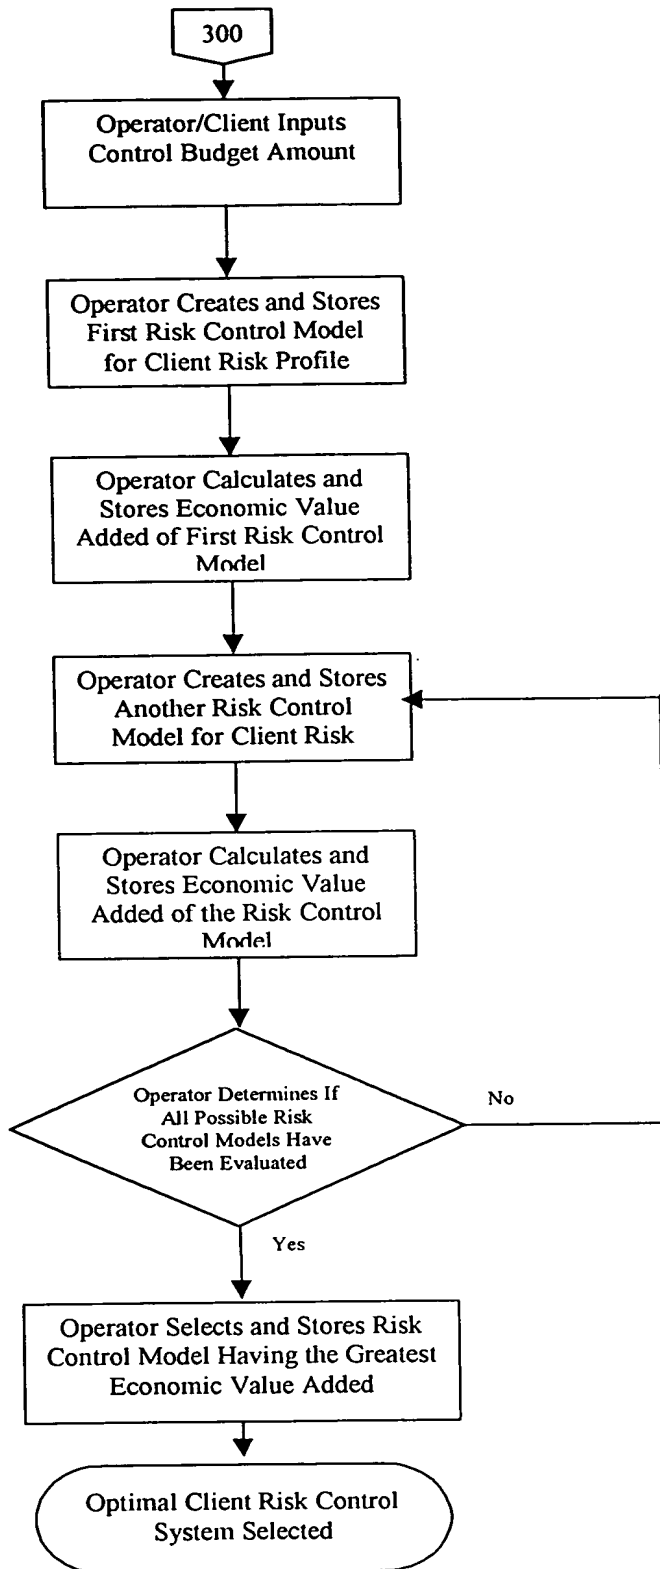 300
Operator/Client Inputs
Control Budget Amount
Operator Creates and Stores
First Risk Control Model
for Client Risk Profile
Operator Calculates and
Stores Economic Value
Added of First Risk Control
Model
Operator Creates and Stores
Another Risk Control
Model for Client Risk
Operator Calculates and
Stores Economic Value
Added of the Risk Control
Model
Operator Determines If
All Possible Risk
Control Models Have
Been Evaluated
No
Yes
Operator Selects and Stores Risk
Control Model Having the Greatest
Economic Value Added
Optimal Client Risk Control
System Selected